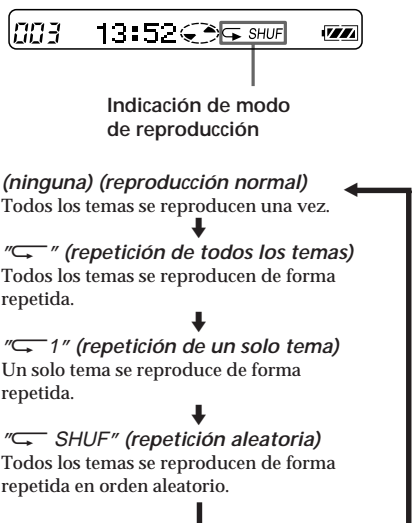 003 13:52 SHUF
Indicación de modo
de reproducción
(ninguna) (reproducción normal)
Todos los temas se reproducen una vez.
" " (repetición de todos los temas)
Todos los temas se reproducen de forma
repetida.
" 1" (repetición de un solo tema)
Un solo tema se reproduce de forma
repetida.
" SHUF" (repetición aleatoria)
Todos los temas se reproducen de forma
repetida en orden aleatorio.